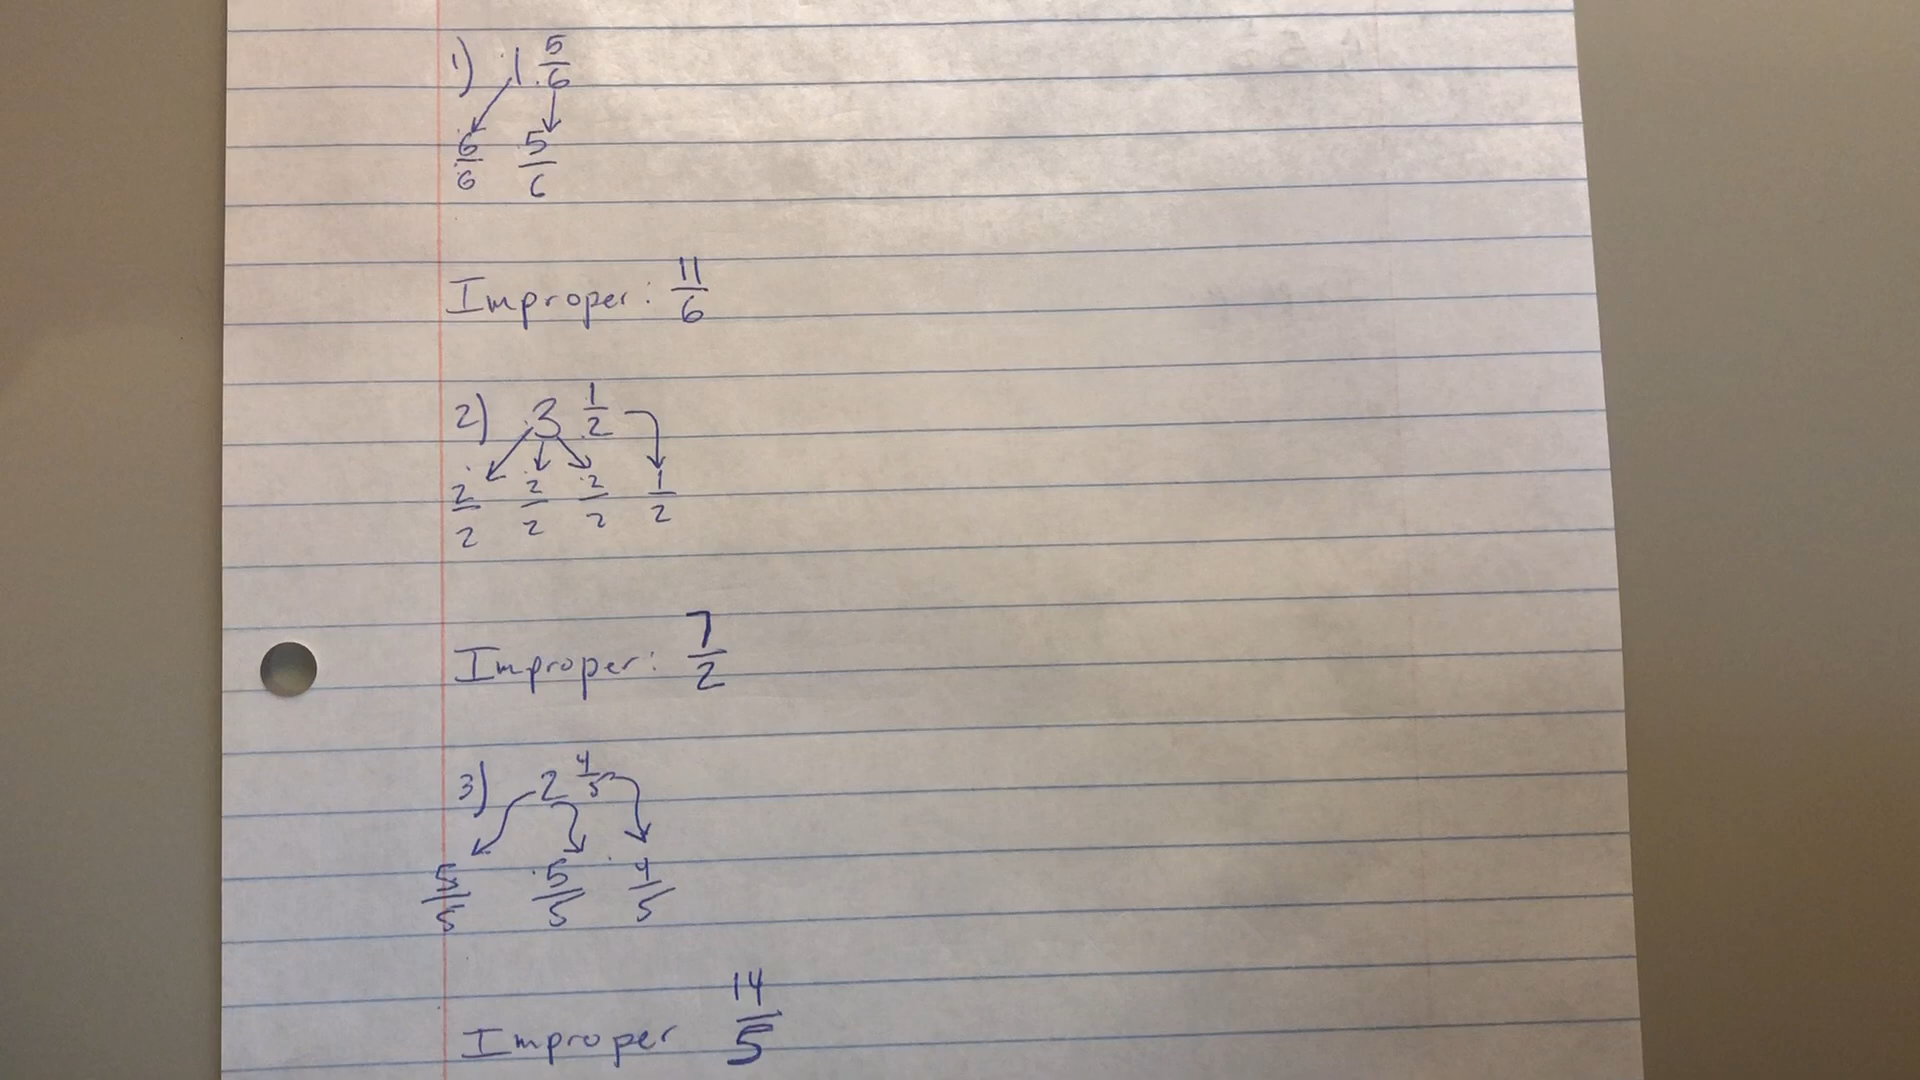 1) 1 5/6
6/6 5/6
Improper: 11/6
2) 3 1/2
2/2 2/2 2/2 1/2
Improper: 7/2
3) 2 4/5
5/5 5/5 4/5
Improper 14/5